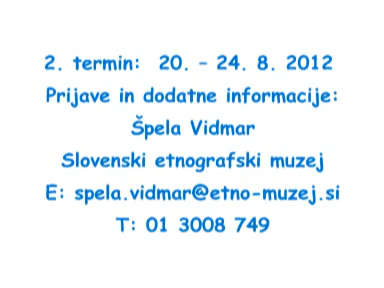 2. termin:  20. – 24. 8. 2012
Prijave in dodatne informacije:
Špela Vidmar
Slovenski etnografski muzej
E: spela.vidmar@etno-muzej.si
T: 01 3008 749